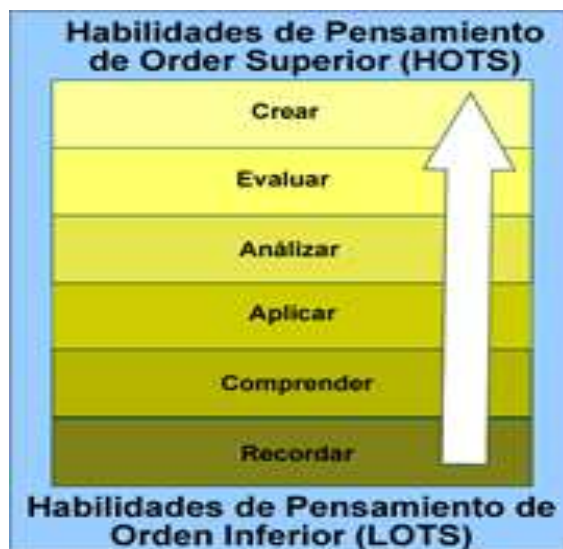 Habilidades de Pensamiento
de Order Superior (HOTS)
Crear
Evaluar
Análizar
Aplicar
Comprender
Recordar
Habilidades de Pensamiento de
Orden Inferior (LOTS)